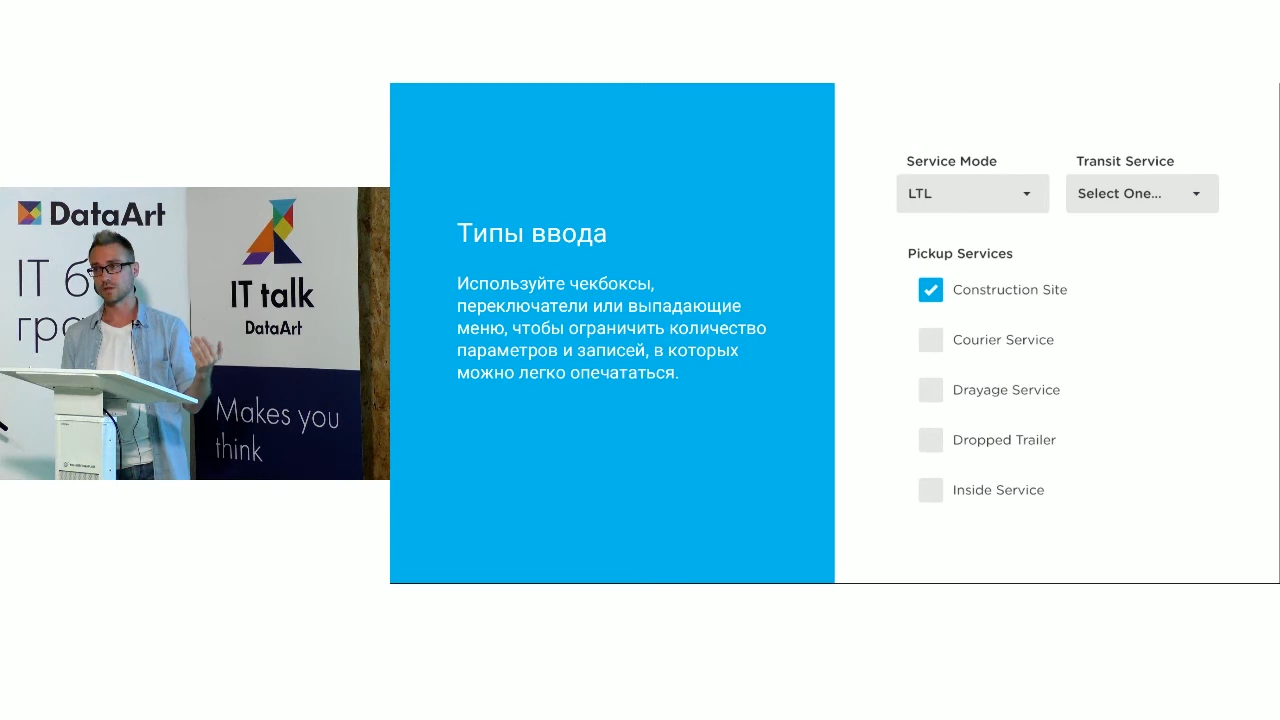 DataArt
IT б
гра
IT talk
DataArt
Makes you
think
Типы ввода
Используйте чекбоксы,
переключатели или выпадающие
меню, чтобы ограничить количество
параметров и записей, в которых
можно легко опечататься.
Service Mode
Transit Service
LTL
Select One...
Pickup Services
Construction Site
Courier Service
Drayage Service
Dropped Trailer
Inside Service